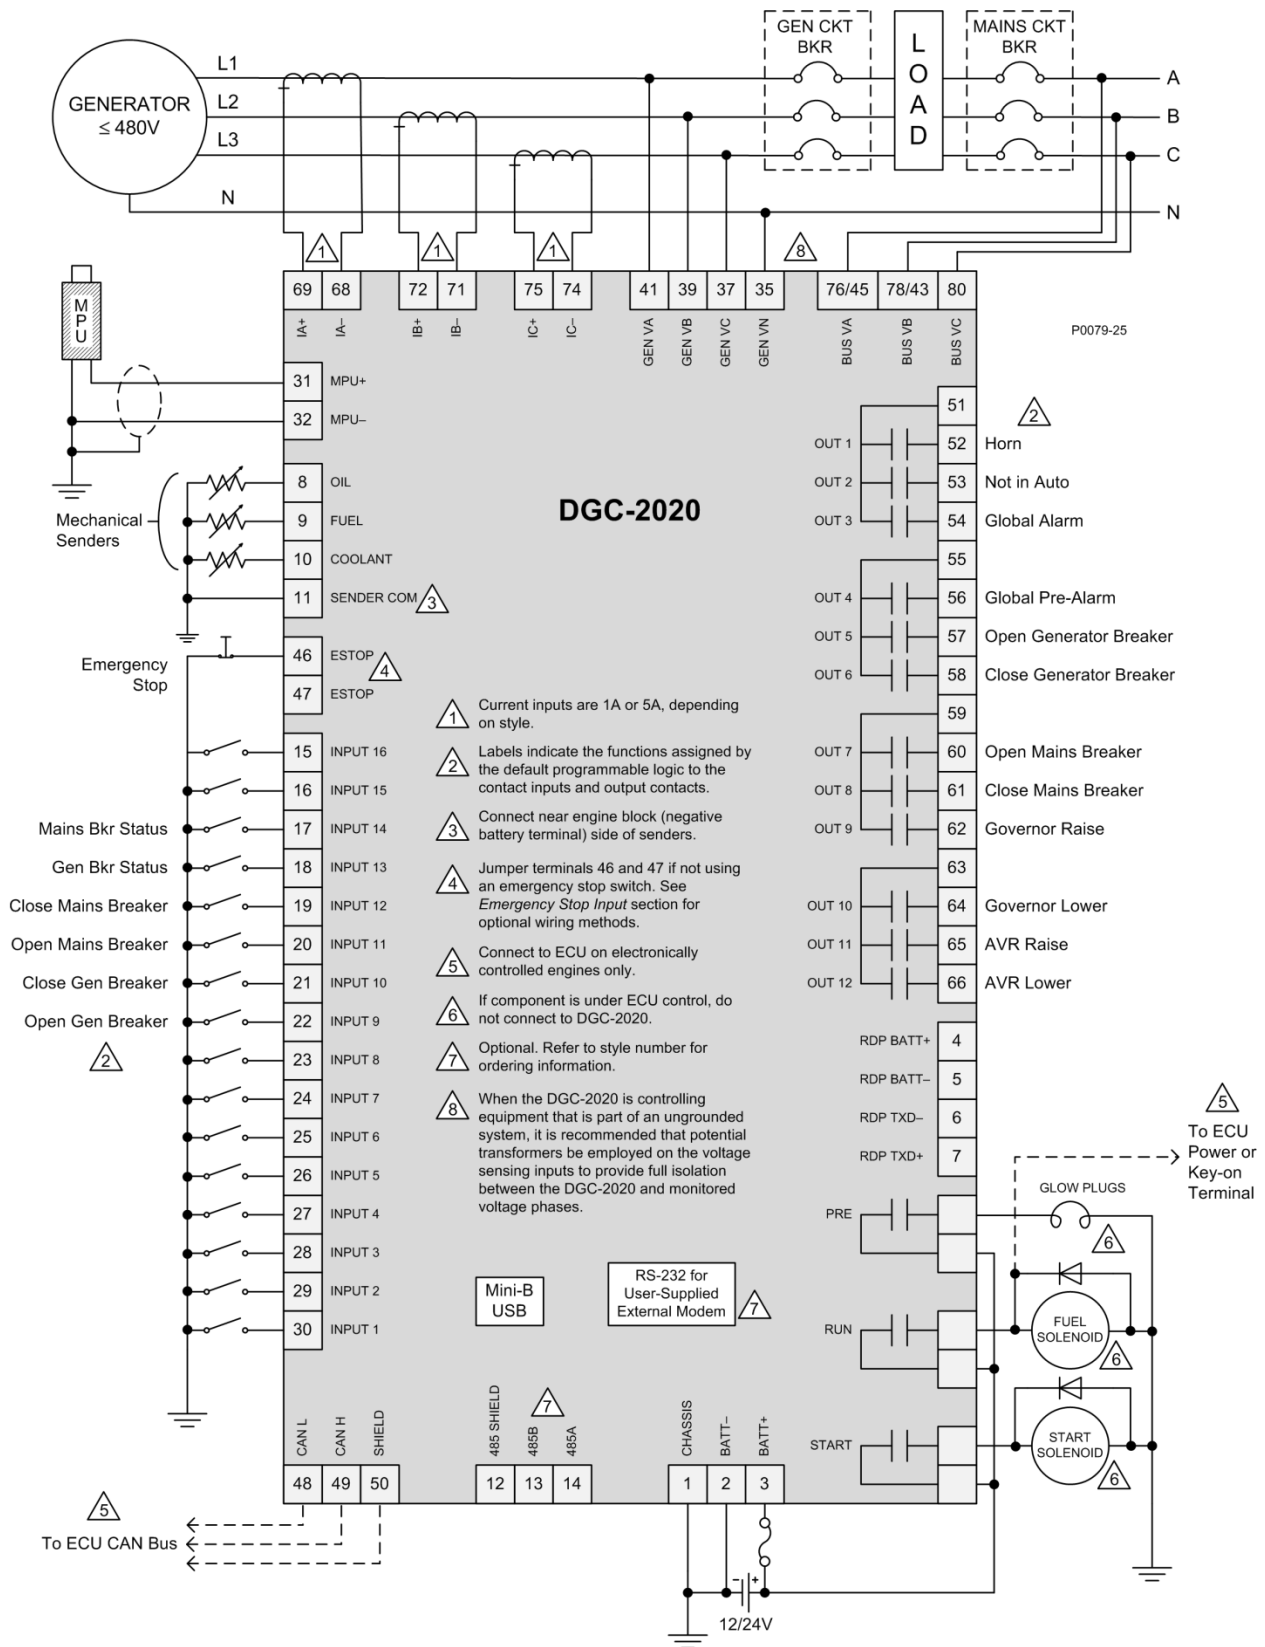 GEN CKT
BKR
LOAD
MAINS CKT
BKR
GENERATOR
≤ 480V
L1
L2
L3
N
A
B
C
N
1
1
1
8
69 68 72 71 75 74 41 39 37 35 76/45 78/43 80
IA+
IA–
IB+
IB–
IC+
IC–
GEN VA
GEN VB
GEN VC
GEN VN
BUS VA
BUS VB
BUS VC
P0079-25
MPU
31 MPU+
32 MPU–
Mechanical
Senders
8 OIL
9 FUEL
10 COOLANT
11 SENDER COM
3
Emergency
Stop
46 ESTOP
4
47 ESTOP
15 INPUT 16
16 INPUT 15
Mains Bkr Status 17 INPUT 14
Gen Bkr Status 18 INPUT 13
Close Mains Breaker 19 INPUT 12
Open Mains Breaker 20 INPUT 11
Close Gen Breaker 21 INPUT 10
Open Gen Breaker 22 INPUT 9
2
23 INPUT 8
24 INPUT 7
25 INPUT 6
26 INPUT 5
27 INPUT 4
28 INPUT 3
29 INPUT 2
30 INPUT 1
DGC-2020
1 Current inputs are 1A or 5A, depending
on style.
2 Labels indicate the functions assigned by
the default programmable logic to the
contact inputs and output contacts.
3 Connect near engine block (negative
battery terminal) side of senders.
4 Jumper terminals 46 and 47 if not using
an emergency stop switch. See
Emergency Stop Input section for
optional wiring methods.
5 Connect to ECU on electronically
controlled engines only.
6 If component is under ECU control, do
not connect to DGC-2020.
7 Optional. Refer to style number for
ordering information.
8 When the DGC-2020 is controlling
equipment that is part of an ungrounded
system, it is recommended that potential
transformers be employed on the voltage
sensing inputs to provide full isolation
between the DGC-2020 and monitored
voltage phases.
51
2
OUT 1 52 Horn
OUT 2 53 Not in Auto
OUT 3 54 Global Alarm
55
OUT 4 56 Global Pre-Alarm
OUT 5 57 Open Generator Breaker
OUT 6 58 Close Generator Breaker
59
OUT 7 60 Open Mains Breaker
OUT 8 61 Close Mains Breaker
OUT 9 62 Governor Raise
63
OUT 10 64 Governor Lower
OUT 11 65 AVR Raise
OUT 12 66 AVR Lower
RDP BATT+ 4
RDP BATT– 5
RDP TXD– 6
RDP TXD+ 7
5
To ECU
Power or
Key-on
Terminal
PRE
GLOW PLUGS
6
RUN
FUEL
SOLENOID
6
START
START
SOLENOID
6
Mini-B
USB
RS-232 for
User-Supplied
External Modem
7
CAN L
CAN H
SHIELD
485 SHIELD
485B
485A
7
CHASSIS
BATT–
BATT+
48 49 50 12 13 14 1 2 3
5
To ECU CAN Bus
– +
12/24V